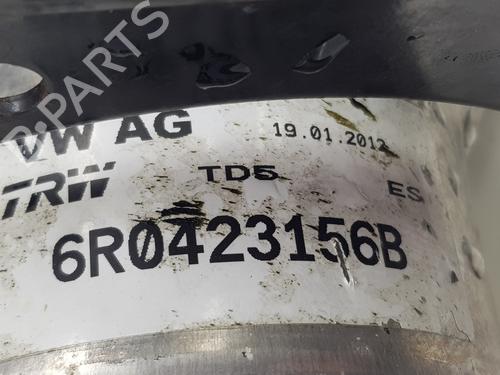 B-PARTS
VW AG
19.01.2012
TRW
TD5
ES
6R0423156B